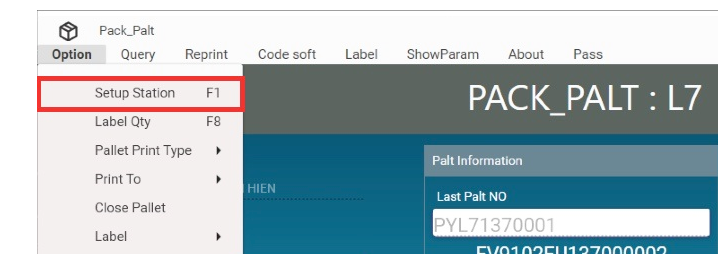 Pack_Palt
Option Query Reprint Code soft Label ShowParam About Pass
Setup Station F1
PACK_PALT : L7
Label Qty F8
Pallet Print Type
Palt Information
Print To
HIEN
Last Palt NO
Close Pallet
PYL71370001
Label